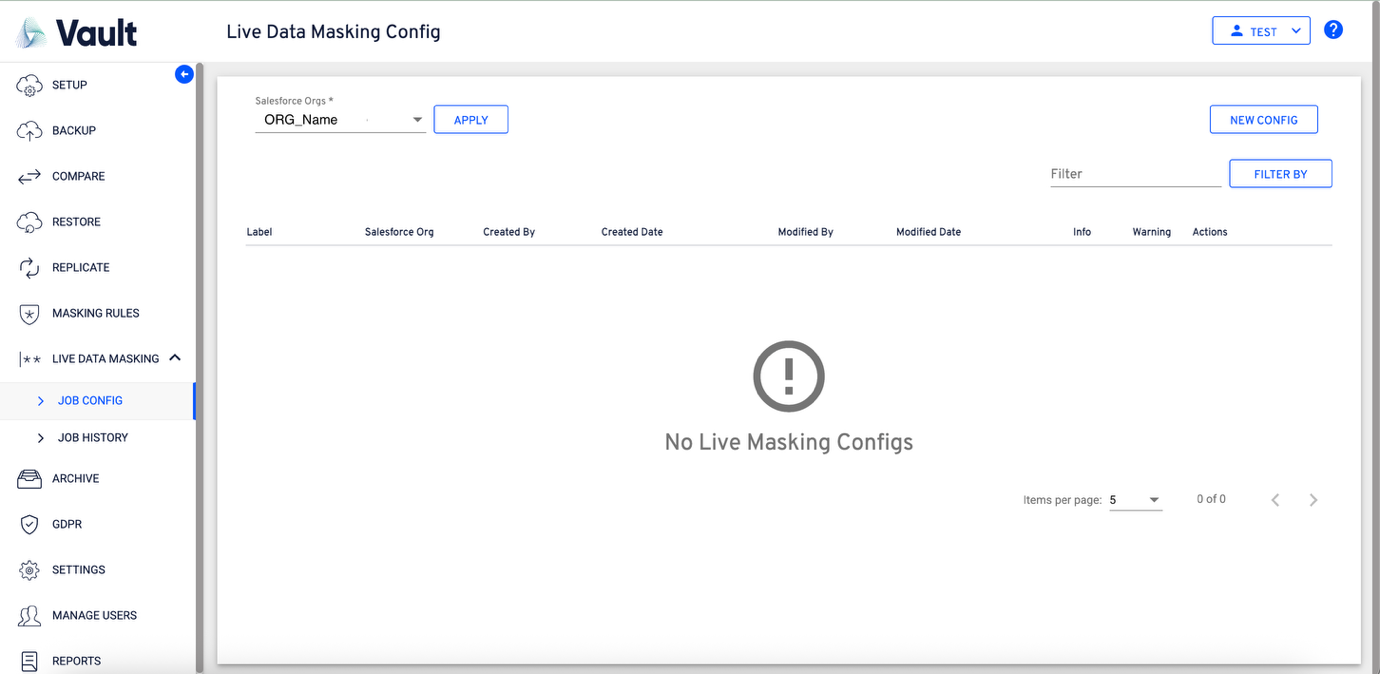 Vault
Live Data Masking Config
TEST
?
SETUP
BACKUP
COMPARE
RESTORE
REPLICATE
MASKING RULES
|** LIVE DATA MASKING
JOB CONFIG
JOB HISTORY
ARCHIVE
GDPR
SETTINGS
MANAGE USERS
REPORTS
Salesforce Orgs *
ORG_Name
APPLY
NEW CONFIG
Filter
FILTER BY
Label Salesforce Org Created By Created Date Modified By Modified Date Info Warning Actions
No Live Masking Configs
Items per page: 5 0 of 0